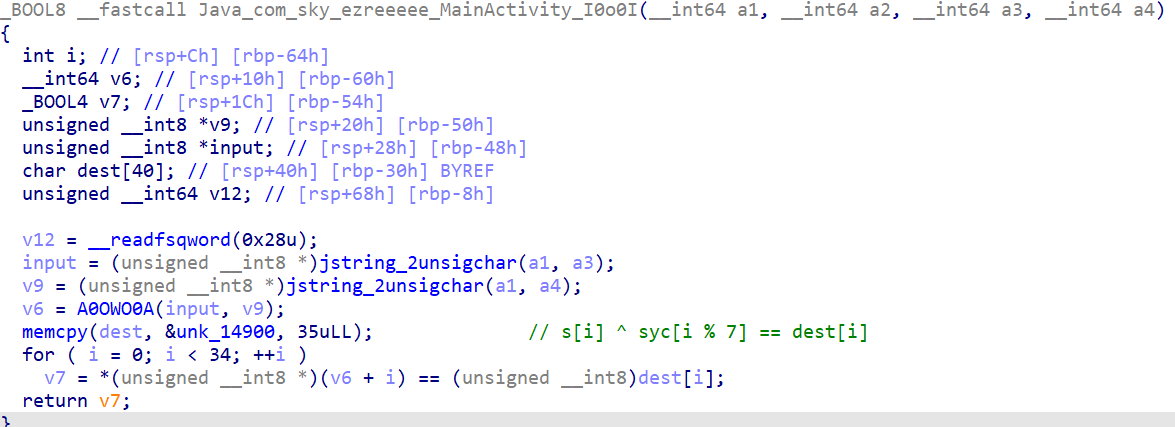 _BOOL8 __fastcall Java_com_sky_ezreeeee_MainActivity_I0o0I(__int64 a1, __int64 a2, __int64 a3, __int64 a4)
{
  int i; // [rsp+Ch] [rbp-64h]
  __int64 v6; // [rsp+10h] [rbp-60h]
  _BOOL4 v7; // [rsp+1Ch] [rbp-54h]
  unsigned __int8 *v9; // [rsp+20h] [rbp-50h]
  unsigned __int8 *input; // [rsp+28h] [rbp-48h]
  char dest[40]; // [rsp+40h] [rbp-30h] BYREF
  unsigned __int64 v12; // [rsp+68h] [rbp-8h]

  v12 = __readfsqword(0x28u);
  input = (unsigned __int8 *)jstring_2unsigchar(a1, a3);
  v9 = (unsigned __int8 *)jstring_2unsigchar(a1, a4);
  v6 = A0OWO0A(input, v9);
  memcpy(dest, &unk_14900, 35uLL);               // s[i] ^ syc[i % 7] == dest[i]
  for ( i = 0; i < 34; ++i )
    v7 = *(unsigned __int8 *)(v6 + i) == (unsigned __int8)dest[i];
  return v7;
}